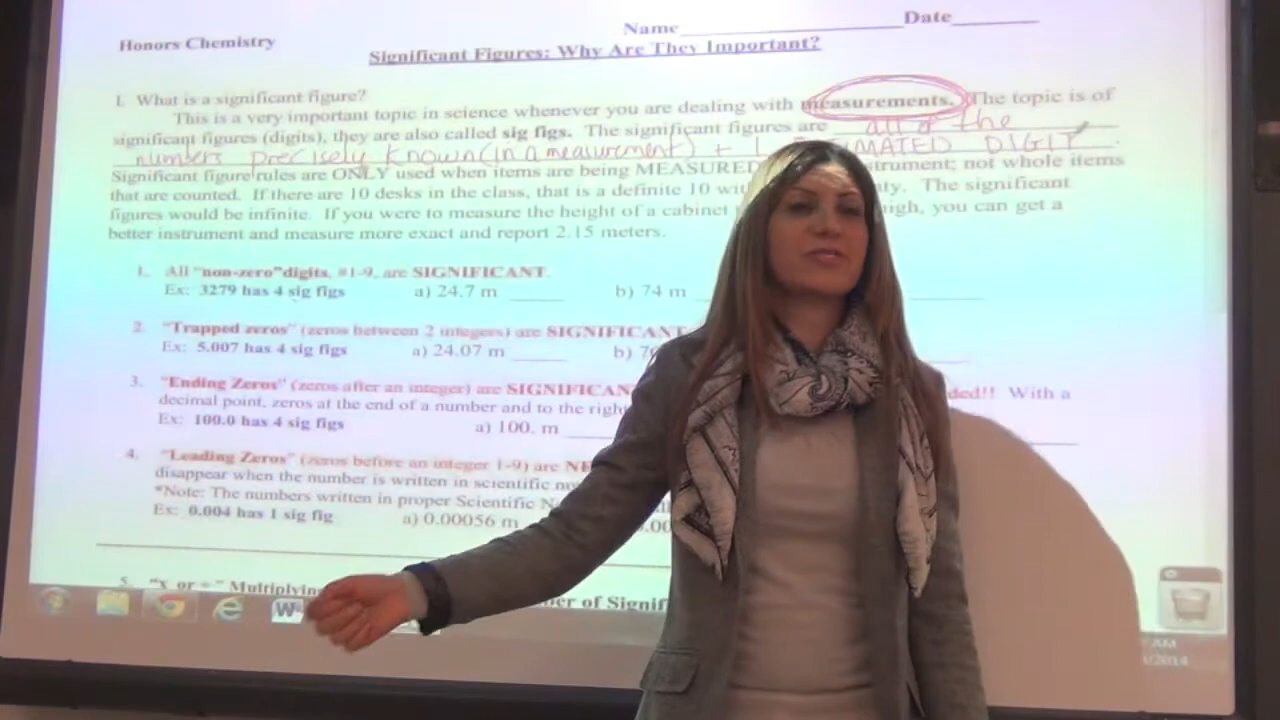 Honors Chemistry
Name____________________Date________
Significant Figures: Why Are They Important?
I. What is a significant figure?
This is a very important topic in science whenever you are dealing with measurements. The topic is of
significant figures (digits), they are also called sig figs. The significant figures are all of the
numbers precisely known (in a measurement) + 1 DIGIT
Significant figure rules are ONLY used when items are being MEASURED; not whole items
that are counted. If there are 10 desks in the class, that is a definite 10 The significant
figures would be infinite. If you were to measure the height of a cabinet you can get a
better instrument and measure more exact and report 2.15 meters.
1. All "non-zero" digits, #1-9, are SIGNIFICANT.
Ex: 3279 has 4 sig figs a) 24.7 m ______ b) 74 m
2. "Trapped zeros" (zeros between 2 integers) are SIGNIFICANT
Ex: 5.007 has 4 sig figs a) 24.07 m ______ b)
3. "Ending Zeros" (zeros after an integer) are With a
decimal point, zeros at the end of a number and to the
Ex: 100.0 has 4 sig figs a) 100. m ______
4. "Leading Zeros" (zeros before an integer 1-9) are
disappear when the number is written in scientific
*Note: The numbers written in proper Scientific
Ex: 0.004 has 1 sig fig a) 0.00056 m
5. "x or ÷" of
AM